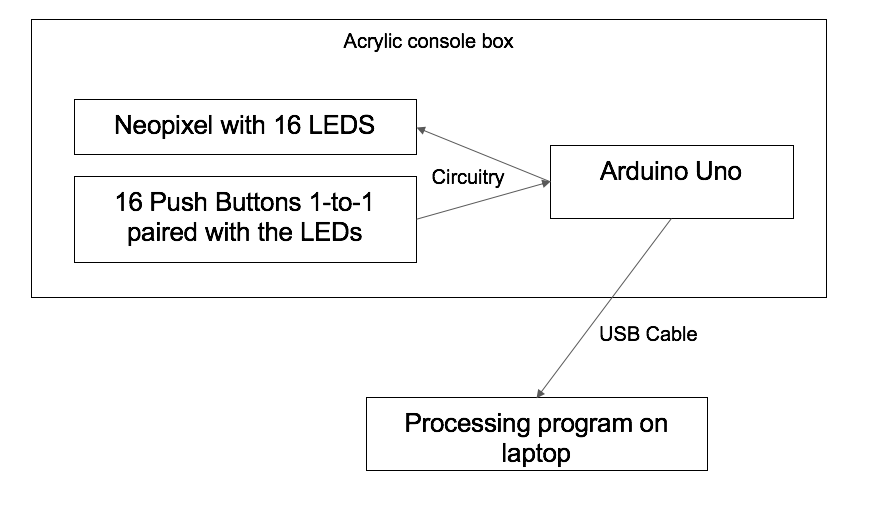 Acrylic console box
Neopixel with 16 LEDS
Circuitry
Arduino Uno
16 Push Buttons 1-to-1
paired with the LEDs
USB Cable
Processing program on
laptop